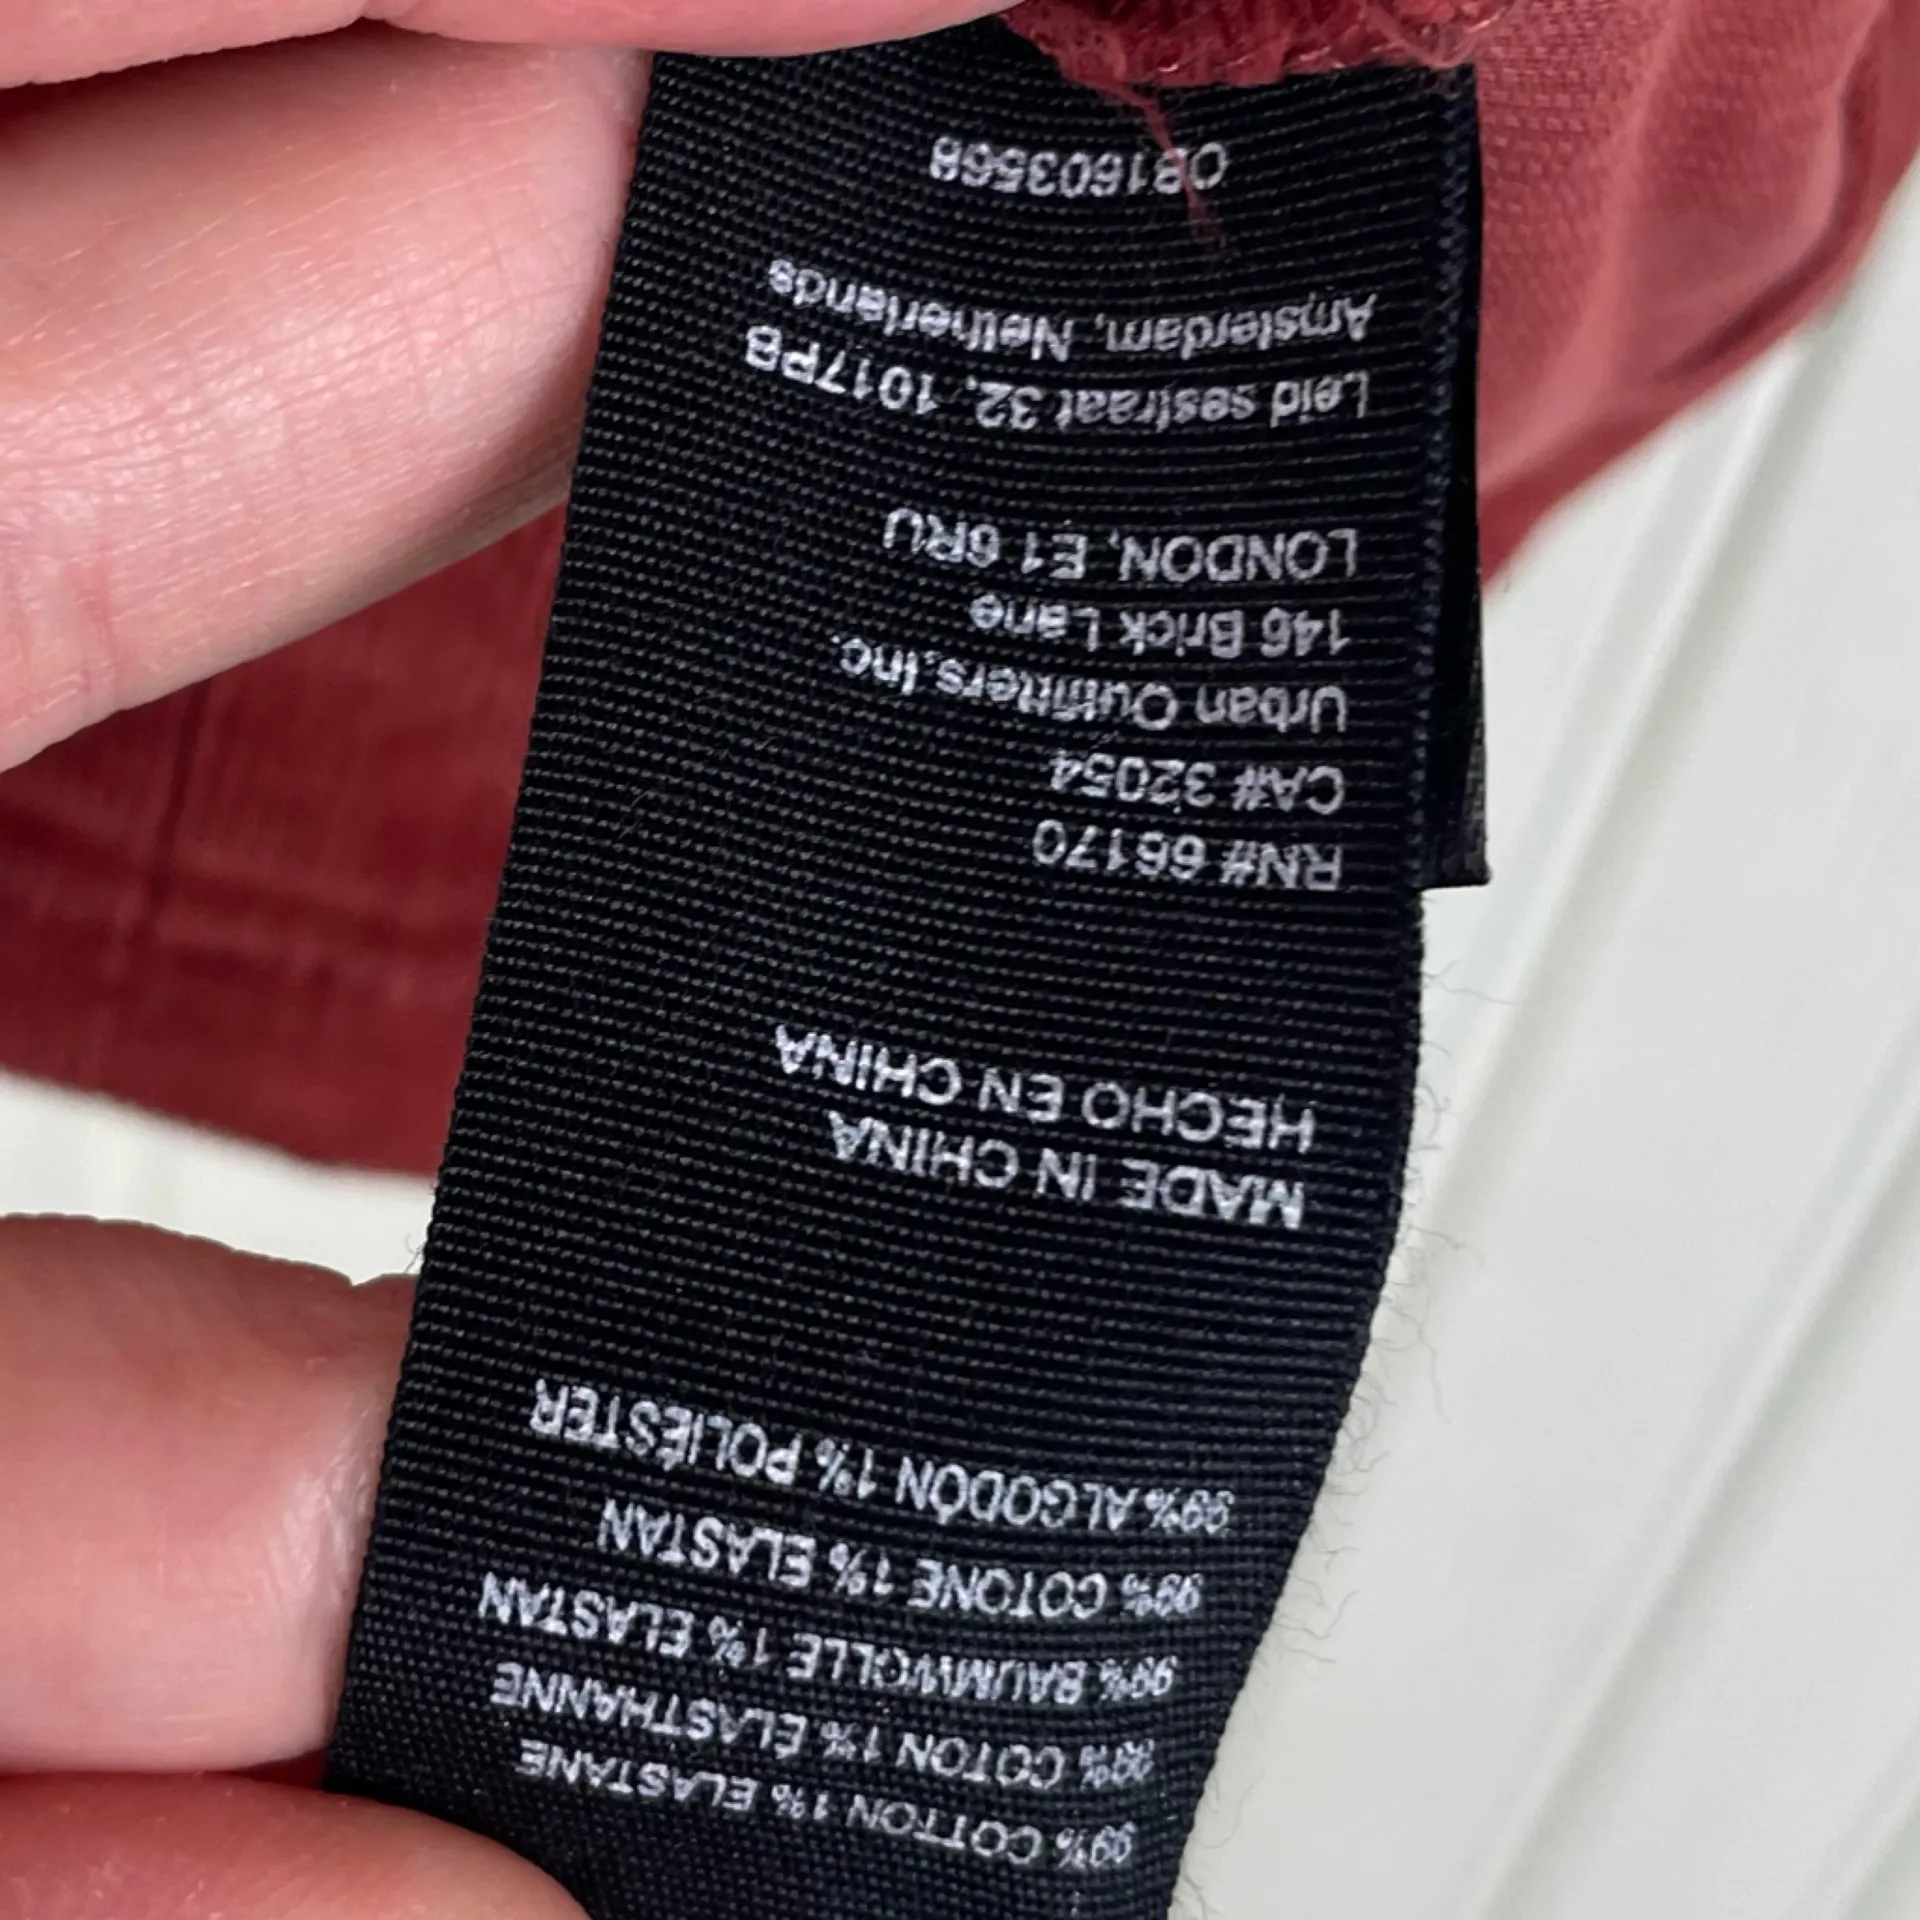 99% COTTON 1% ELASTANE
99% COTON 1% ÉLASTHANNE
99% BAUMWOLLE 1% ELASTAN
99% COTONE 1% ELASTAN
99% ALGODÓN 1% POLIÉSTER
MADE IN CHINA
HECHO EN CHINA
RN# 66170
CA# 32054
Urban Outfitters, Inc.
146 Brick Lane
LONDON, E1 6RU
Leid sestraat 32, 1017PB
Amsterdam, Netherlands